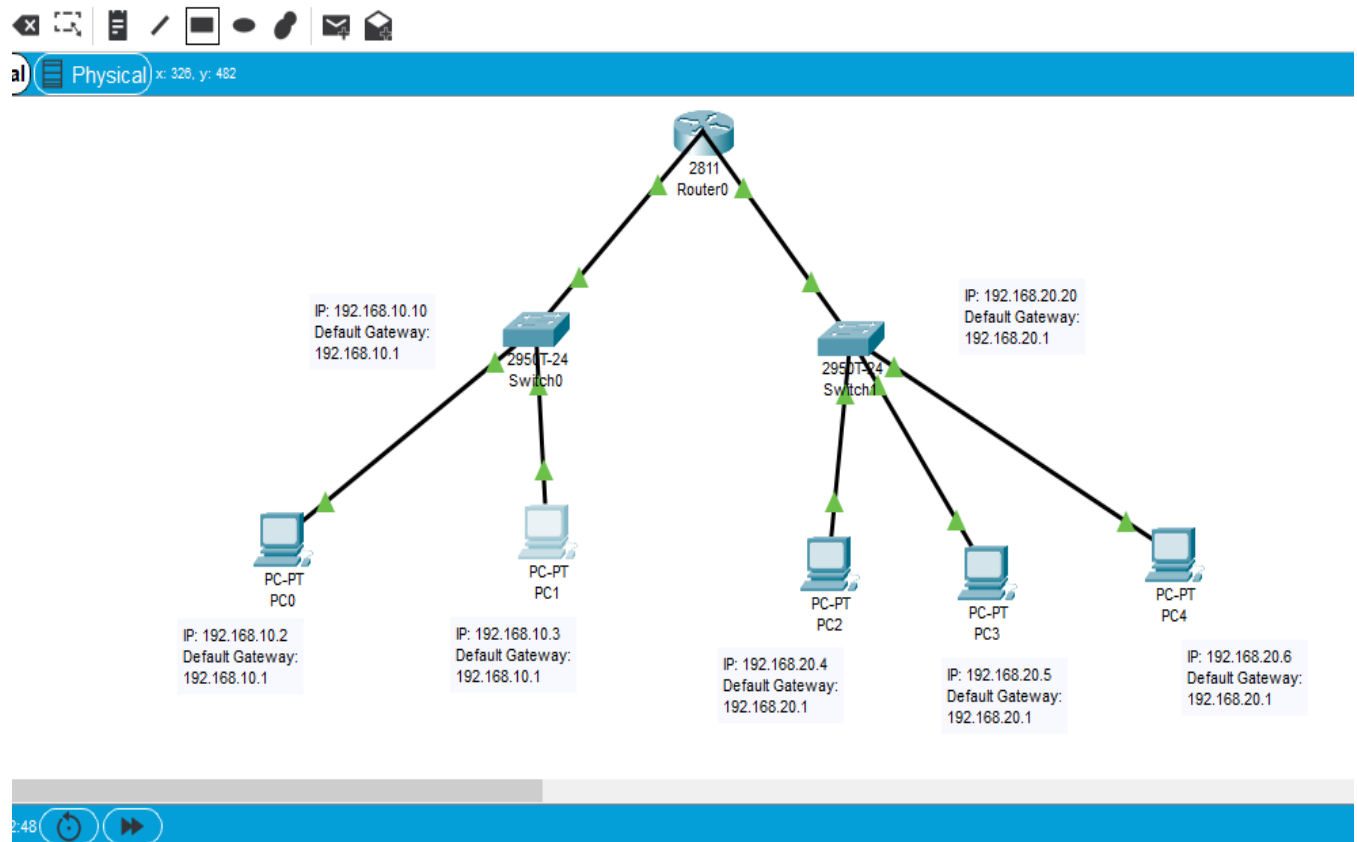 al
Physical
x: 326, y: 482
2811
Router0
IP: 192.168.10.10
Default Gateway:
192.168.10.1
2950T-24
Switch0
IP: 192.168.20.20
Default Gateway:
192.168.20.1
2950T-24
Switch1
PC-PT
PC0
IP: 192.168.10.2
Default Gateway:
192.168.10.1
PC-PT
PC1
IP: 192.168.10.3
Default Gateway:
192.168.10.1
PC-PT
PC2
IP: 192.168.20.4
Default Gateway:
192.168.20.1
PC-PT
PC3
IP: 192.168.20.5
Default Gateway:
192.168.20.1
PC-PT
PC4
IP: 192.168.20.6
Default Gateway:
192.168.20.1
2:48